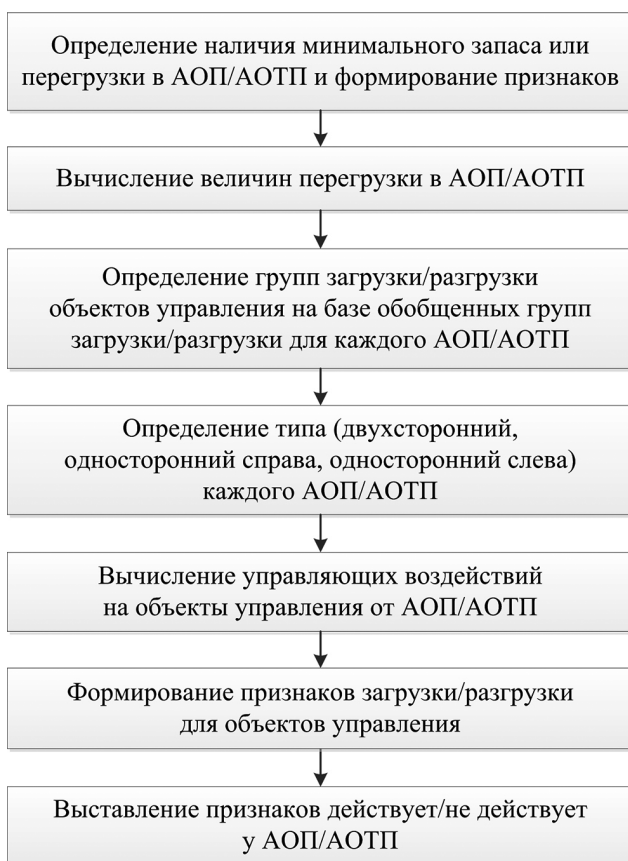 Определение наличия минимального запаса или
перегрузки в АОП/АОТП и формирование признаков
Вычисление величин перегрузки в АОП/АОТП
Определение групп загрузки/разгрузки
объектов управления на базе обобщенных групп
загрузки/разгрузки для каждого АОП/АОТП
Определение типа (двухсторонний,
односторонний справа, односторонний слева)
каждого АОП/АОТП
Вычисление управляющих воздействий
на объекты управления от АОП/АОТП
Формирование признаков загрузки/разгрузки
для объектов управления
Выставление признаков действует/не действует
у АОП/АОТП